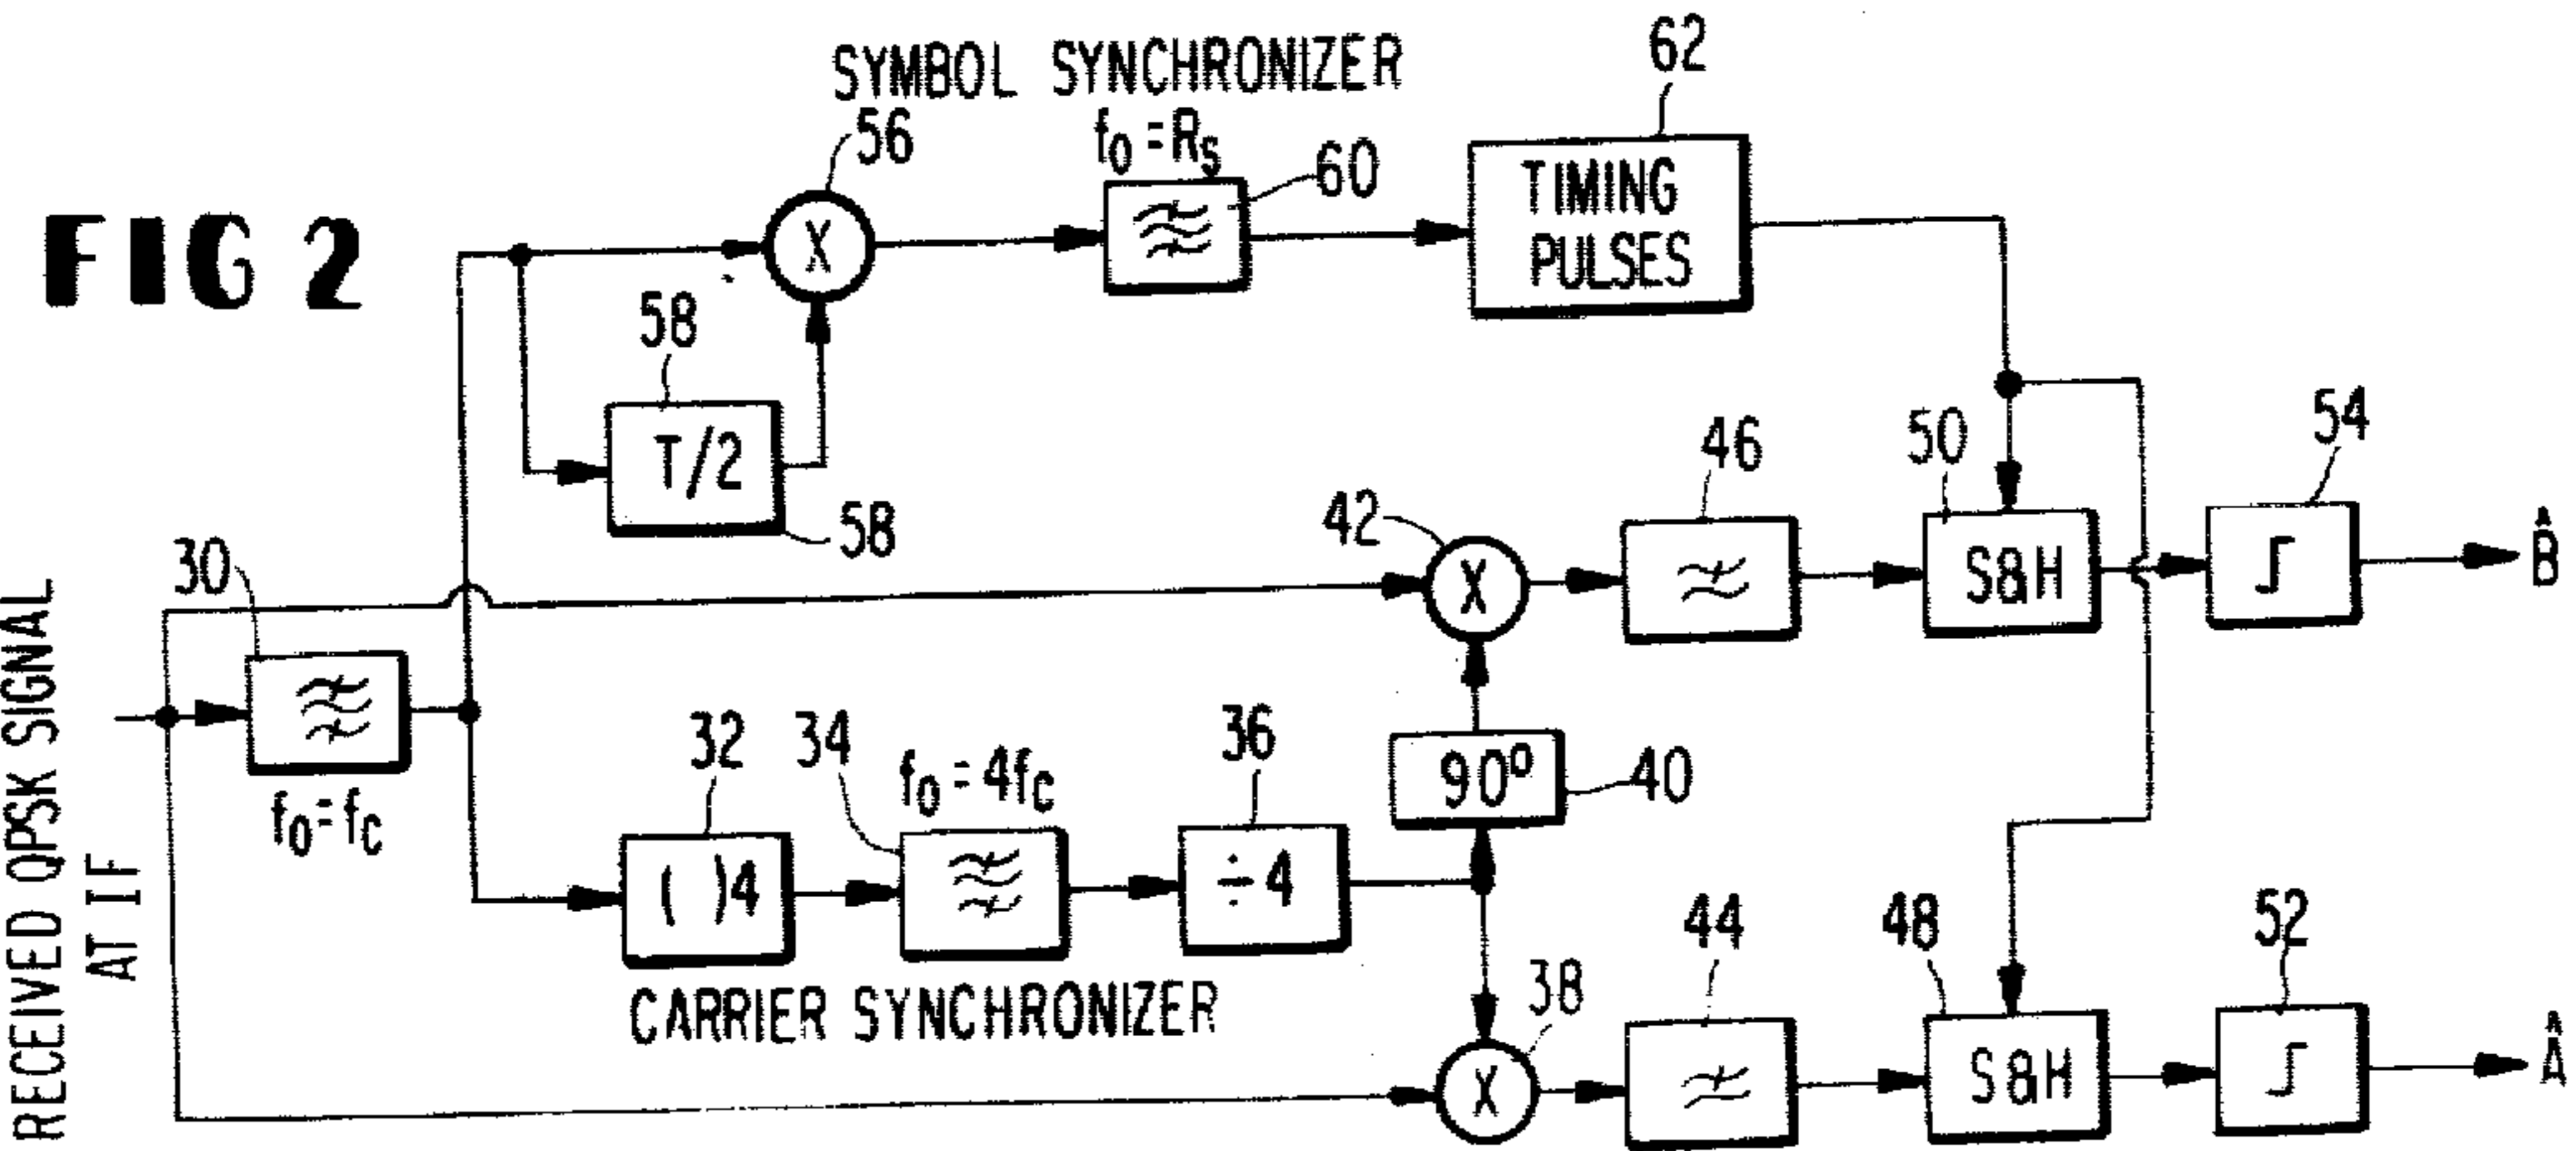 FIG 2
SYMBOL SYNCHRONIZER
56
f₀ = Rₛ
60
62
TIMING PULSES
58
T/2
58
X
RECEIVED QPSK SIGNAL
AT IF
30
f₀ = f_c
42
X
46
50
S&H
54
B̂
32
( )4
34
f₀ = 4f_c
36
÷4
90°
40
CARRIER SYNCHRONIZER
38
X
44
48
S&H
52
Â